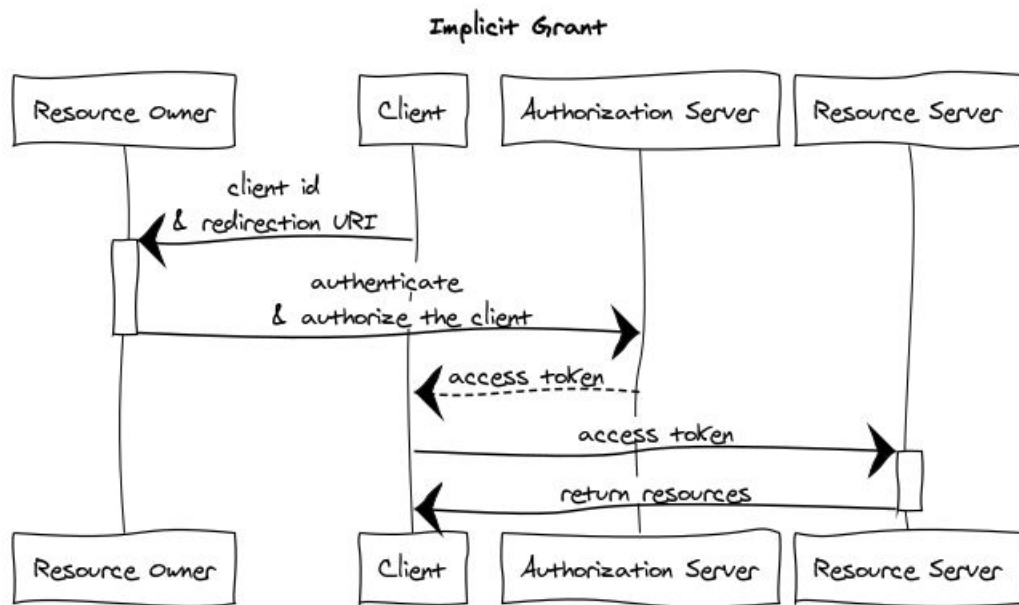 Implicit Grant
Resource Owner
Client
Authorization Server
Resource Server
client id
& redirection URI
authenticate
& authorize the client
access token
access token
return resources
Resource Owner
Client
Authorization Server
Resource Server